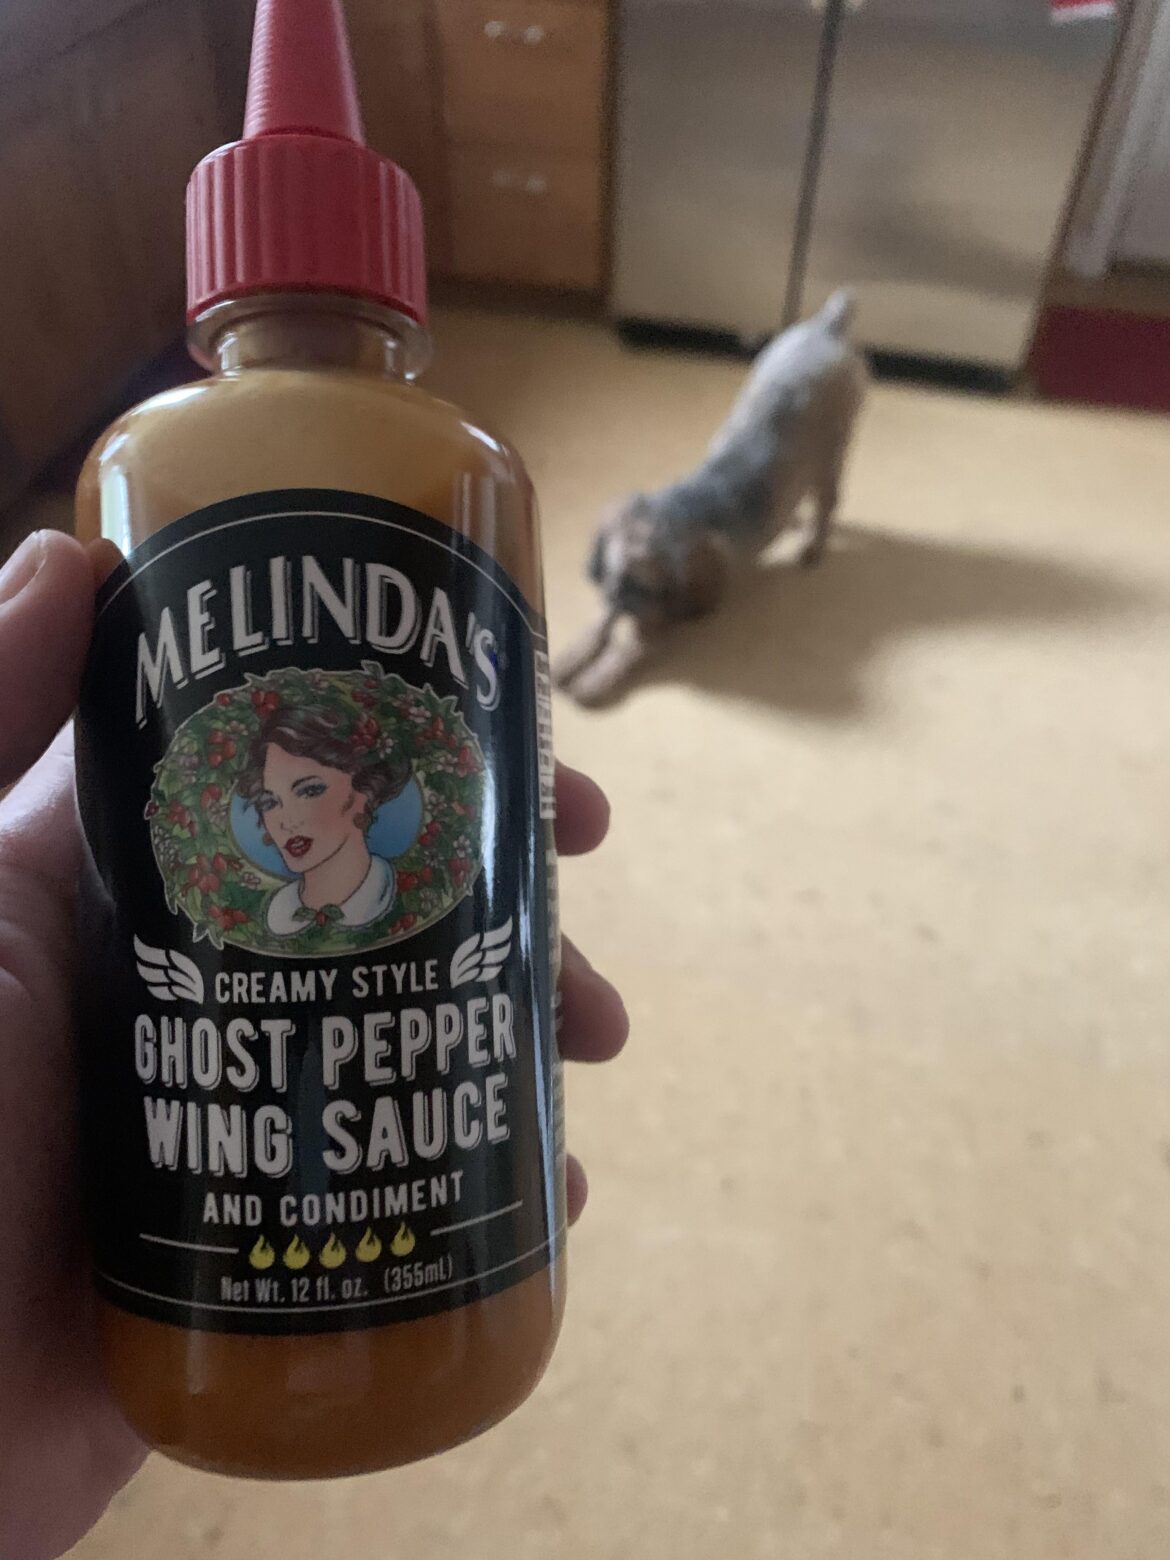 MELINDA'S
CREAMY STYLE
GHOST PEPPER
WING SAUCE
AND CONDIMENT
Net Wt. 12 fl. oz. (355mL)